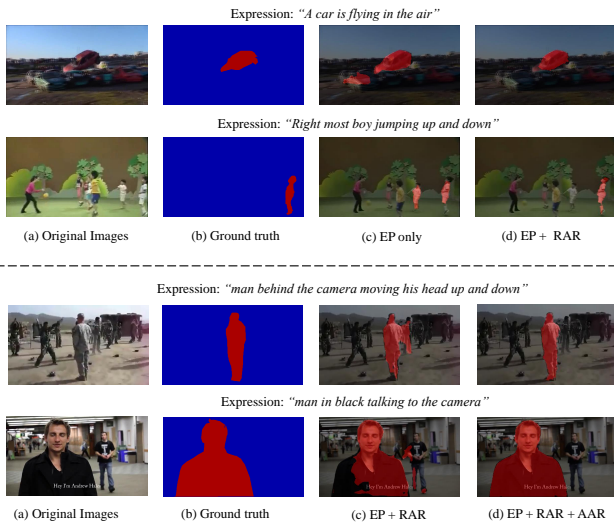 Expression: “A car is flying in the air”
Expression: “Right most boy jumping up and down”
(a) Original Images (b) Ground truth (c) EP only (d) EP + RAR
Expression: “man behind the camera moving his head up and down”
Expression: “man in black talking to the camera”
Hey I'm Andrew
(a) Original Images (b) Ground truth (c) EP + RAR (d) EP + RAR + AAR